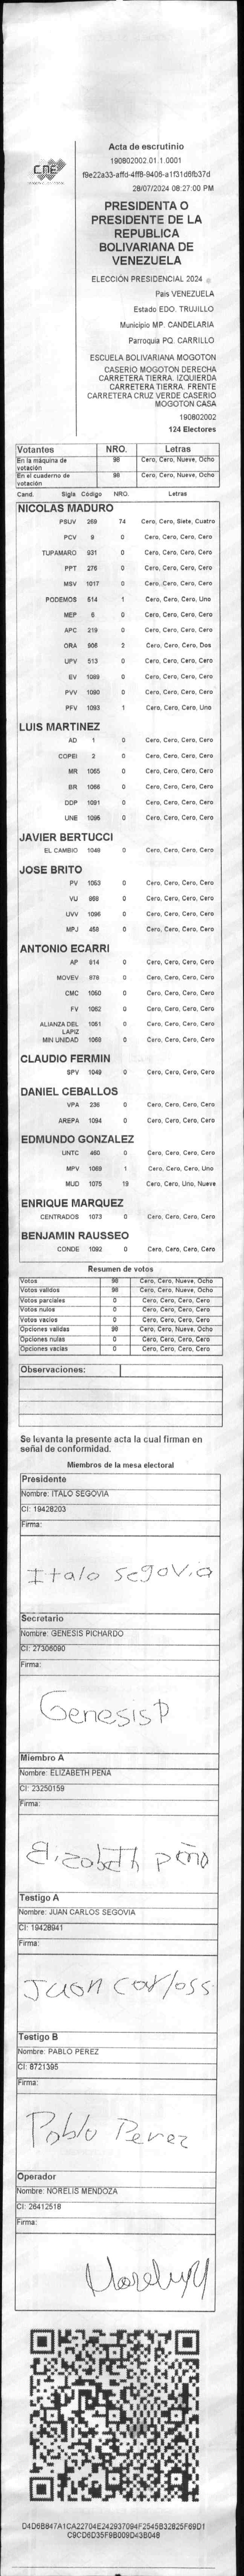 CNE
Acta de escrutinio
190802002.01.1.0001
f9e22a33-affd-4ff8-9406-a1f31d6fb37d
28/07/2024 08:27:00 PM
PRESIDENTA O
PRESIDENTE DE LA
REPUBLICA
BOLIVARIANA DE
VENEZUELA
ELECCIÓN PRESIDENCIAL 2024
País VENEZUELA
Estado EDO. TRUJILLO
Municipio MP. CANDELARIA
Parroquia PQ. CARRILLO
ESCUELA BOLIVARIANA MOGOTON
CASERIO MOGOTON DERECHA
CARRETERA TIERRA. IZQUIERDA
CARRETERA TIERRA. FRENTE
CARRETERA CRUZ VERDE CASERIO
MOGOTON CASA
190802002
124 Electores
Votantes NRO. Letras
En la máquina de votación 98 Cero, Cero, Nueve, Ocho
En el cuaderno de votación 98 Cero, Cero, Nueve, Ocho
Cand. Sigla Código NRO. Letras
NICOLAS MADURO
PSUV 269 74 Cero, Cero, Siete, Cuatro
PCV 9 0 Cero, Cero, Cero, Cero
TUPAMARO 931 0 Cero, Cero, Cero, Cero
PPT 276 0 Cero, Cero, Cero, Cero
MSV 1017 0 Cero, Cero, Cero, Cero
PODEMOS 514 1 Cero, Cero, Cero, Uno
MEP 6 0 Cero, Cero, Cero, Cero
APC 219 0 Cero, Cero, Cero, Cero
ORA 906 2 Cero, Cero, Cero, Dos
UPV 513 0 Cero, Cero, Cero, Cero
EV 1089 0 Cero, Cero, Cero, Cero
PVV 1090 0 Cero, Cero, Cero, Cero
PFV 1093 1 Cero, Cero, Cero, Uno
LUIS MARTINEZ
AD 1 0 Cero, Cero, Cero, Cero
COPEI 2 0 Cero, Cero, Cero, Cero
MR 1065 0 Cero, Cero, Cero, Cero
BR 1066 0 Cero, Cero, Cero, Cero
DDP 1091 0 Cero, Cero, Cero, Cero
UNE 1095 0 Cero, Cero, Cero, Cero
JAVIER BERTUCCI
EL CAMBIO 1048 0 Cero, Cero, Cero, Cero
JOSE BRITO
PV 1053 0 Cero, Cero, Cero, Cero
VU 969 0 Cero, Cero, Cero, Cero
UVV 1096 0 Cero, Cero, Cero, Cero
MPJ 458 0 Cero, Cero, Cero, Cero
ANTONIO ECARRI
AP 914 0 Cero, Cero, Cero, Cero
MOVEV 978 0 Cero, Cero, Cero, Cero
CMC 1050 0 Cero, Cero, Cero, Cero
FV 1062 0 Cero, Cero, Cero, Cero
ALIANZA DEL LAPIZ 1051 0 Cero, Cero, Cero, Cero
MIN UNIDAD 1068 0 Cero, Cero, Cero, Cero
CLAUDIO FERMIN
SPV 1049 0 Cero, Cero, Cero, Cero
DANIEL CEBALLOS
VPA 236 0 Cero, Cero, Cero, Cero
AREPA 1094 0 Cero, Cero, Cero, Cero
EDMUNDO GONZALEZ
UNTC 460 0 Cero, Cero, Cero, Cero
MPV 1069 1 Cero, Cero, Cero, Uno
MUD 1075 19 Cero, Cero, Uno, Nueve
ENRIQUE MARQUEZ
CENTRADOS 1073 0 Cero, Cero, Cero, Cero
BENJAMIN RAUSSEO
CONDE 1092 0 Cero, Cero, Cero, Cero
Resumen de votos
Votos 98 Cero, Cero, Nueve, Ocho
Votos validos 98 Cero, Cero, Nueve, Ocho
Votos parciales 0 Cero, Cero, Cero, Cero
Votos nulos 0 Cero, Cero, Cero, Cero
Votos vacios 0 Cero, Cero, Cero, Cero
Opciones validas 98 Cero, Cero, Nueve, Ocho
Opciones nulas 0 Cero, Cero, Cero, Cero
Opciones vacias 0 Cero, Cero, Cero, Cero
Observaciones:
Se levanta la presente acta la cual firman en
señal de conformidad.
Miembros de la mesa electoral
Presidente
Nombre: ITALO SEGOVIA
CI: 19428203
Firma:
Italo Segovia
Secretario
Nombre: GENESIS PICHARDO
CI: 27306090
Firma:
Genesis P
Miembro A
Nombre: ELIZABETH PEÑA
CI: 23250159
Firma:
Elizabeth peña
Testigo A
Nombre: JUAN CARLOS SEGOVIA
CI: 19428941
Firma:
Juan Carlos S
Testigo B
Nombre: PABLO PEREZ
CI: 8721395
Firma:
Pablo Perez
Operador
Nombre: NORELIS MENDOZA
CI: 26412518
Firma:
D4D6B847A1CA22704E242937094F2545B32825F69D1
C9CD6D35F9B009D43B048